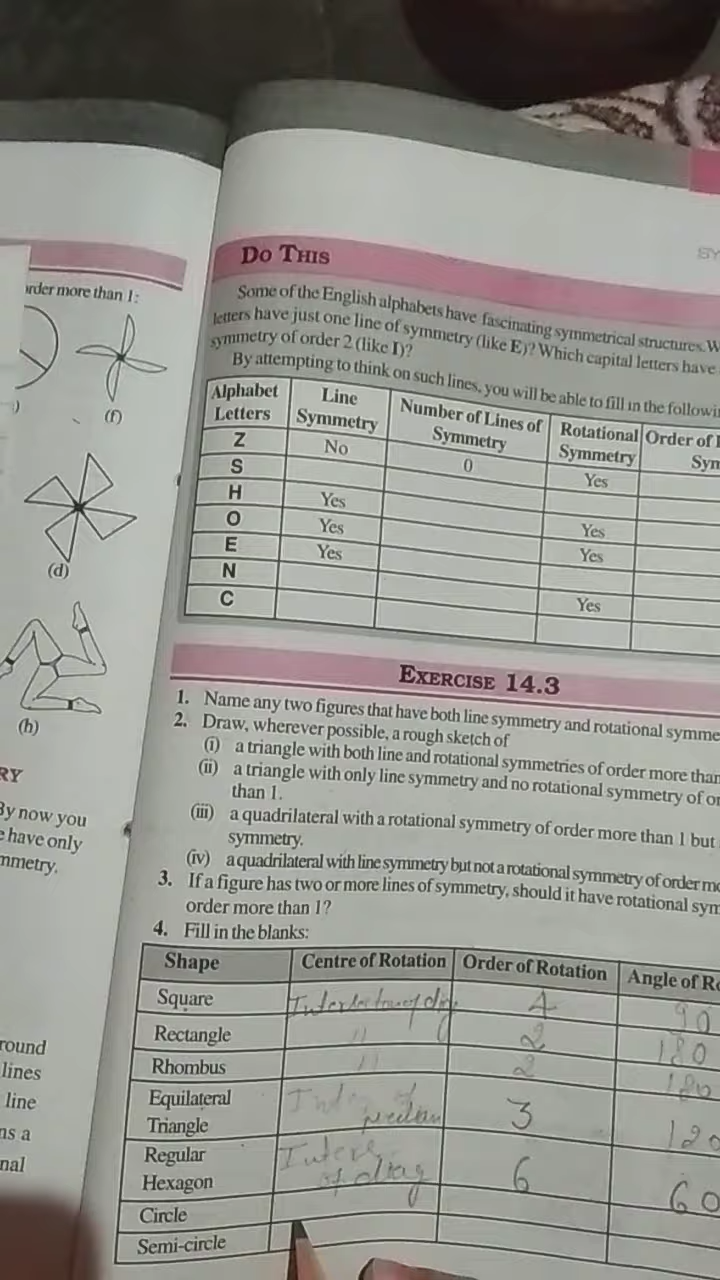 SY
DO THIS
order more than 1:
Some of the English alphabets have fascinating symmetrical structures. W
letters have just one line of symmetry (like E)? Which capital letters have
symmetry of order 2 (like I)?
By attempting to think on such lines, you will be able to fill in the followi
(f)
(d)
(h)
Alphabet Letters Line Symmetry Number of Lines of Symmetry Rotational Symmetry Order of
Z No 0 Yes
S
H Yes Yes
O Yes Yes
E Yes
N Yes
C
RY
By now you
e have only
mmetry.
round
lines
line
ns a
nal
EXERCISE 14.3
1. Name any two figures that have both line symmetry and rotational symme
2. Draw, wherever possible, a rough sketch of
(i) a triangle with both line and rotational symmetries of order more than
(ii) a triangle with only line symmetry and no rotational symmetry of or
than 1.
(iii) a quadrilateral with a rotational symmetry of order more than 1 but
symmetry.
(iv) a quadrilateral with line symmetry but not a rotational symmetry of order mo
3. If a figure has two or more lines of symmetry, should it have rotational sym
order more than 1?
4. Fill in the blanks:
Shape Centre of Rotation Order of Rotation Angle of Ro
Square 4 90
Rectangle " 2 180
Rhombus " 2 180
Equilateral Triangle 3 120
Regular Hexagon of diag 6 60
Circle
Semi-circle